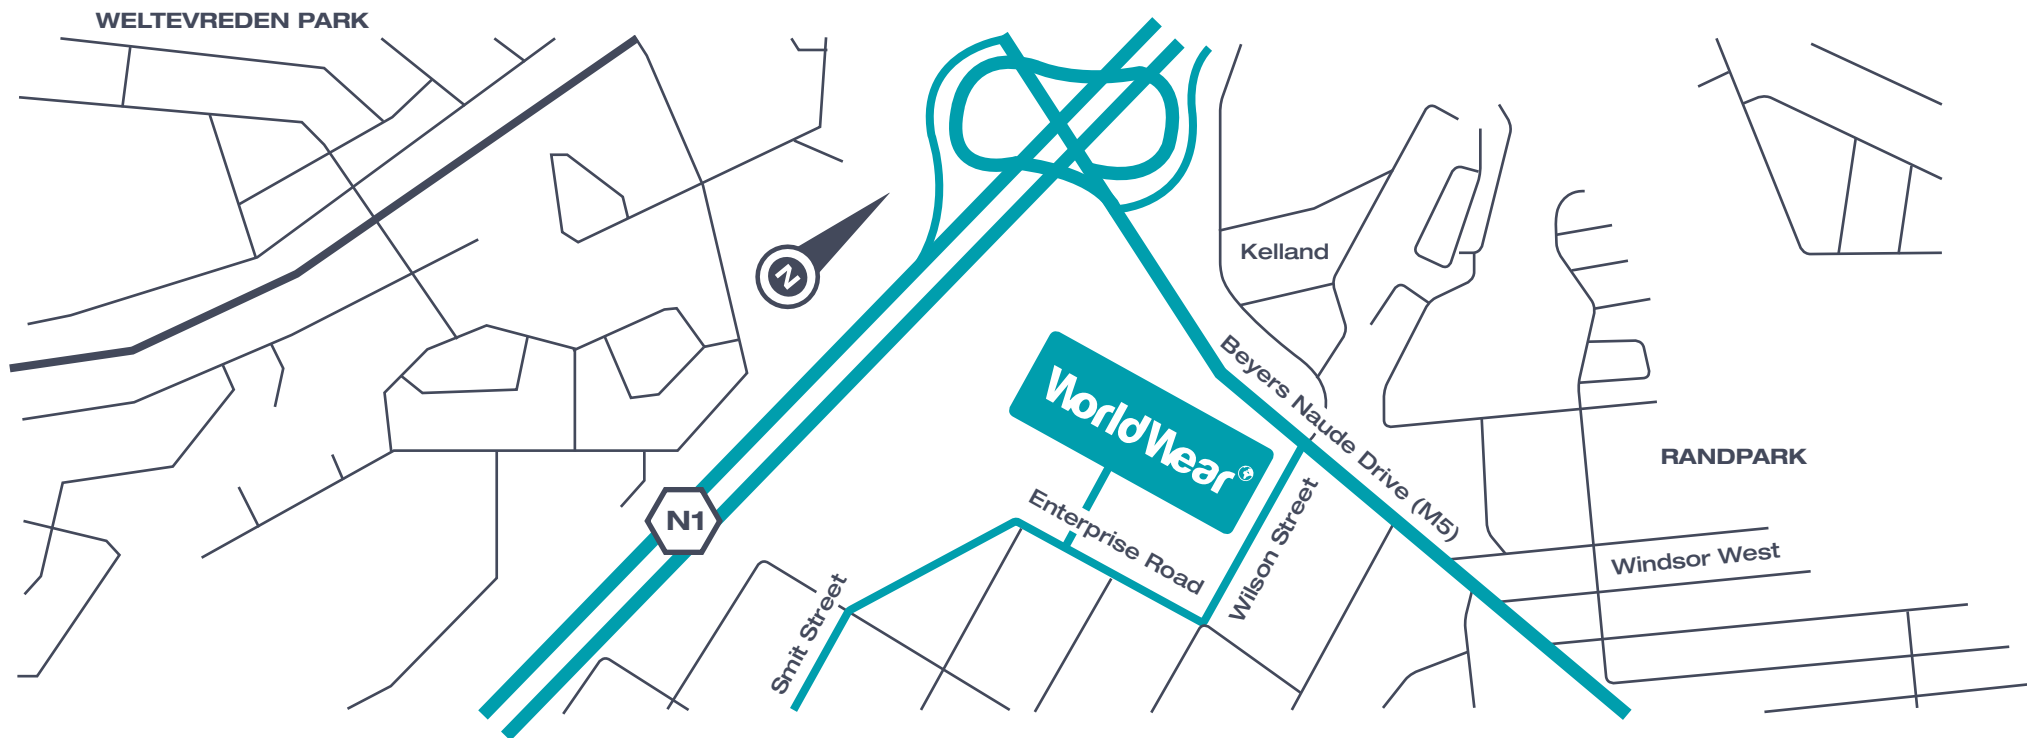 WELTEVREDEN PARK
N
Kelland
Beyers Naude Drive (M5)
WorldWear
RANDPARK
Enterprise Road
Wilson Street
N1
Windsor West
Smit Street